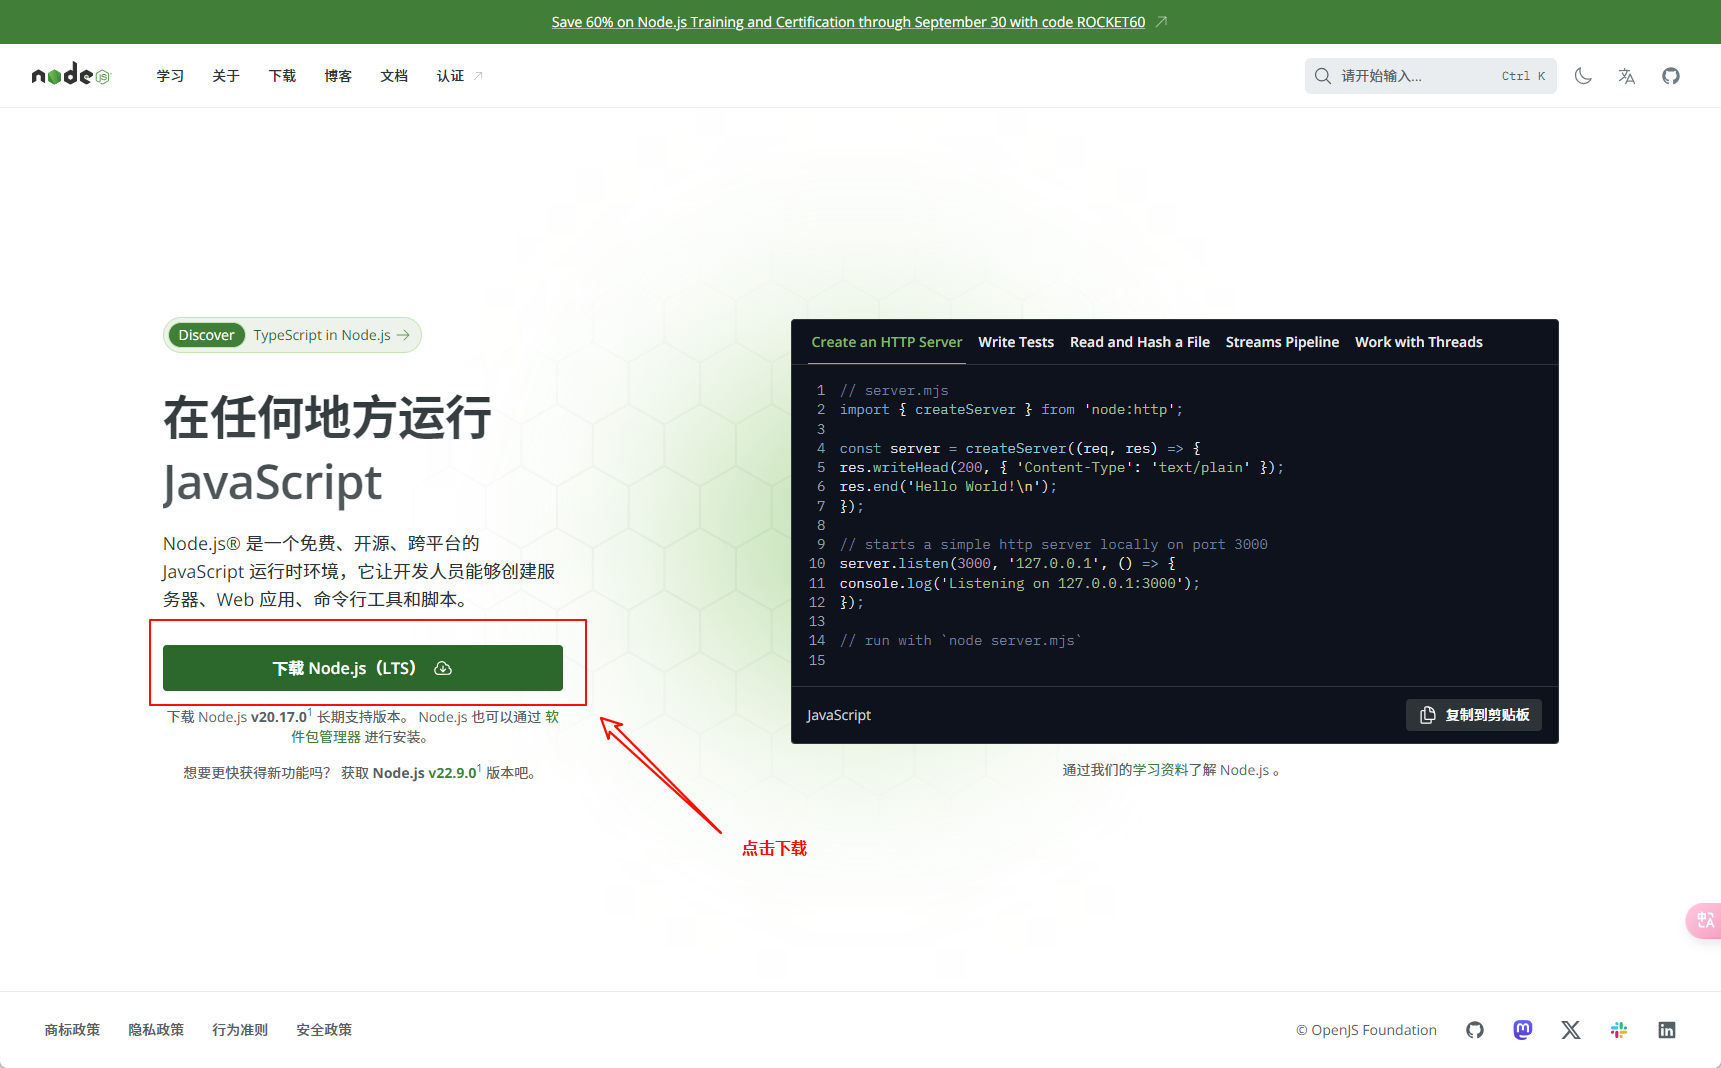 Save 60% on Node.js Training and Certification through September 30 with code ROCKET60
node JS 学习 关于 下载 博客 文档 认证 请开始输入... Ctrl K
Discover TypeScript in Node.js
在任何地方运行
JavaScript
Node.js® 是一个免费、开源、跨平台的
JavaScript 运行时环境，它让开发人员能够创建服
务器、Web 应用、命令行工具和脚本。
下载 Node.js（LTS）
下载 Node.js v20.17.0¹ 长期支持版本。 Node.js 也可以通过 软
件包管理器 进行安装。
想要更快获得新功能吗？ 获取 Node.js v22.9.0¹ 版本吧。
点击下载
Create an HTTP Server Write Tests Read and Hash a File Streams Pipeline Work with Threads
1 // server.mjs
2 import { createServer } from 'node:http';
3
4 const server = createServer((req, res) => {
5 res.writeHead(200, { 'Content-Type': 'text/plain' });
6 res.end('Hello World!\n');
7 });
8
9 // starts a simple http server locally on port 3000
10 server.listen(3000, '127.0.0.1', () => {
11 console.log('Listening on 127.0.0.1:3000');
12 });
13
14 // run with `node server.mjs`
15
JavaScript 复制到剪贴板
通过我们的学习资料了解 Node.js 。
商标政策 隐私政策 行为准则 安全政策 © OpenJS Foundation